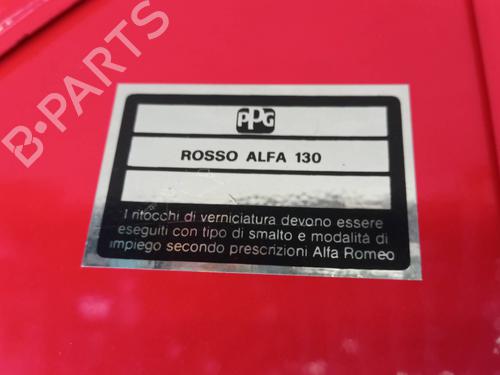 B-PARTS
PPG
ROSSO ALFA 130
I ritocchi di verniciatura devono essere
eseguiti con tipo di smalto e modalità di
impiego secondo prescrizioni Alfa Romeo